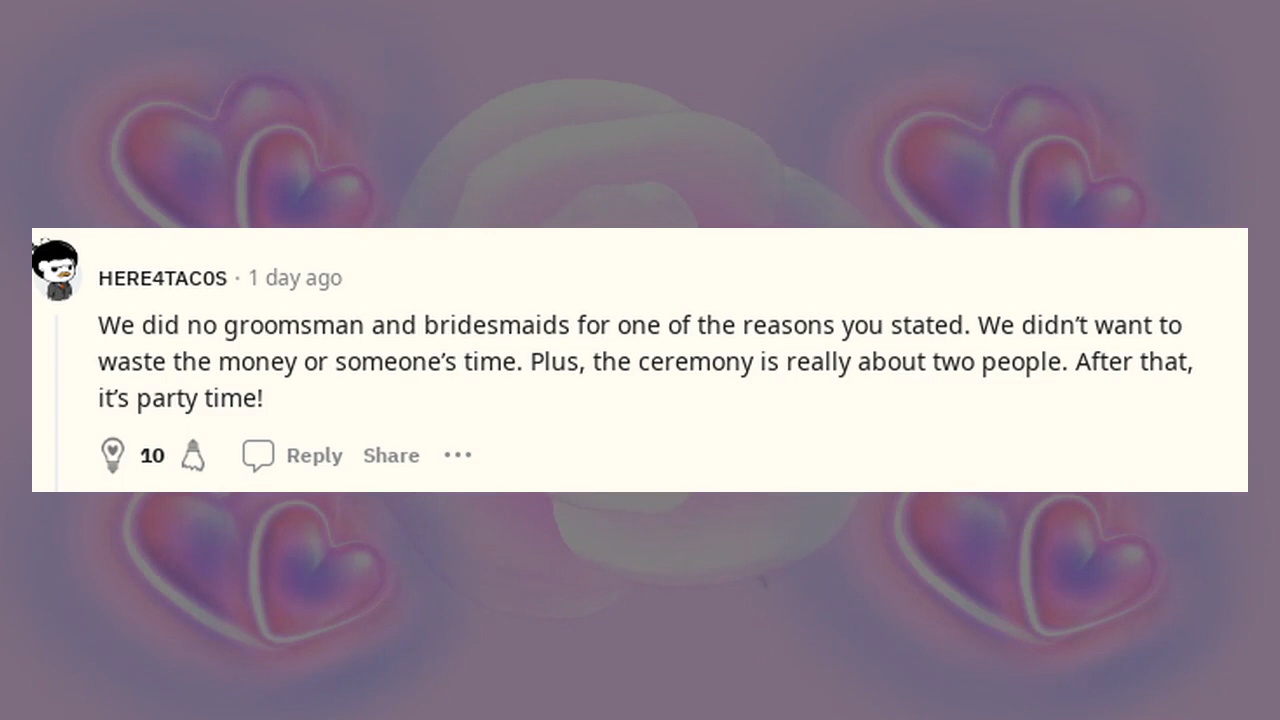 HERE4TACOS · 1 day ago
We did no groomsman and bridesmaids for one of the reasons you stated. We didn't want to
waste the money or someone's time. Plus, the ceremony is really about two people. After that,
it's party time!
10 Reply Share ···